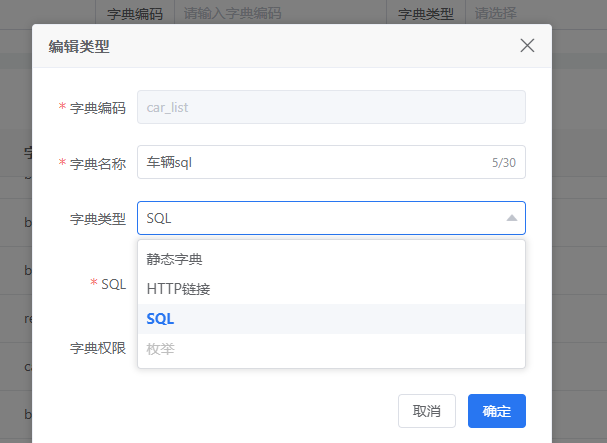 字典编码 请输入字典编码 字典类型 请选择
编辑类型
* 字典编码 car_list
* 字典名称 车辆sql 5/30
字典类型 SQL
静态字典
* SQL
HTTP链接
SQL
字典权限 枚举
取消 确定